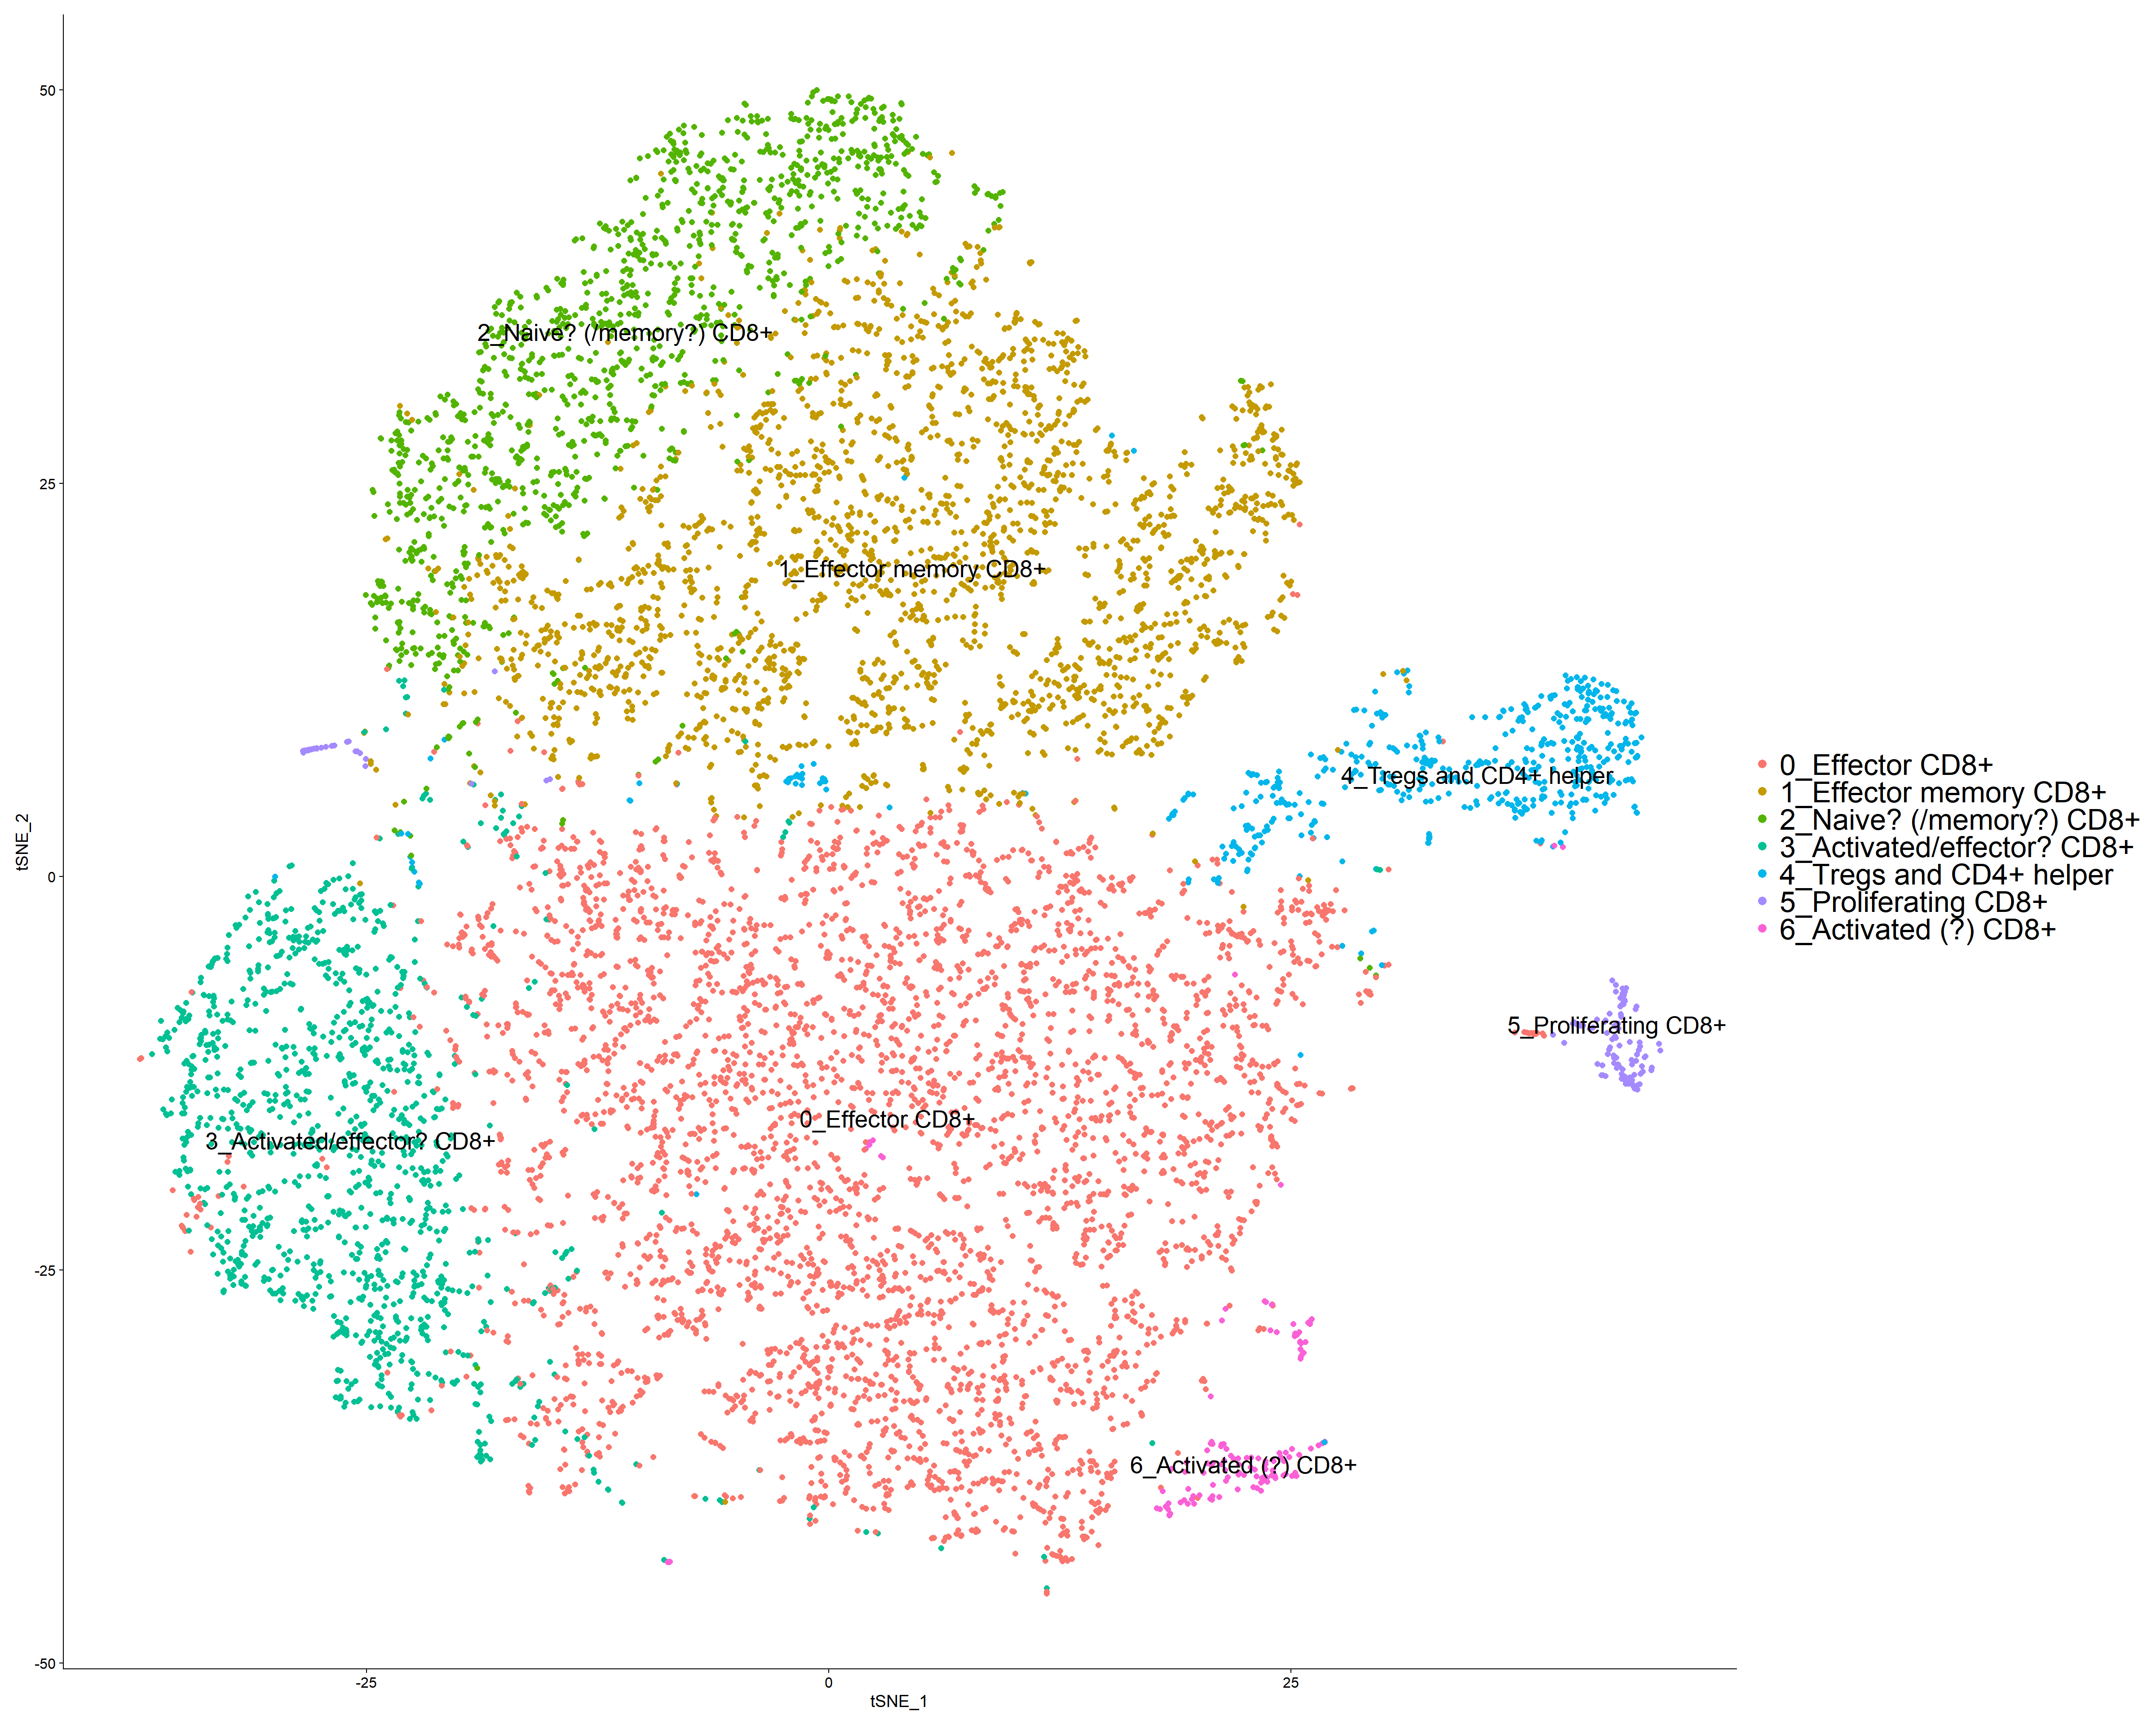 50
25
0
-25
-50
tSNE_2
-25
0
25
tSNE_1
2_Naive? (/memory?) CD8+
1_Effector memory CD8+
4_Tregs and CD4+ helper
5_Proliferating CD8+
0_Effector CD8+
3_Activated/effector? CD8+
6_Activated (?) CD8+
0_Effector CD8+
1_Effector memory CD8+
2_Naive? (/memory?) CD8+
3_Activated/effector? CD8+
4_Tregs and CD4+ helper
5_Proliferating CD8+
6_Activated (?) CD8+